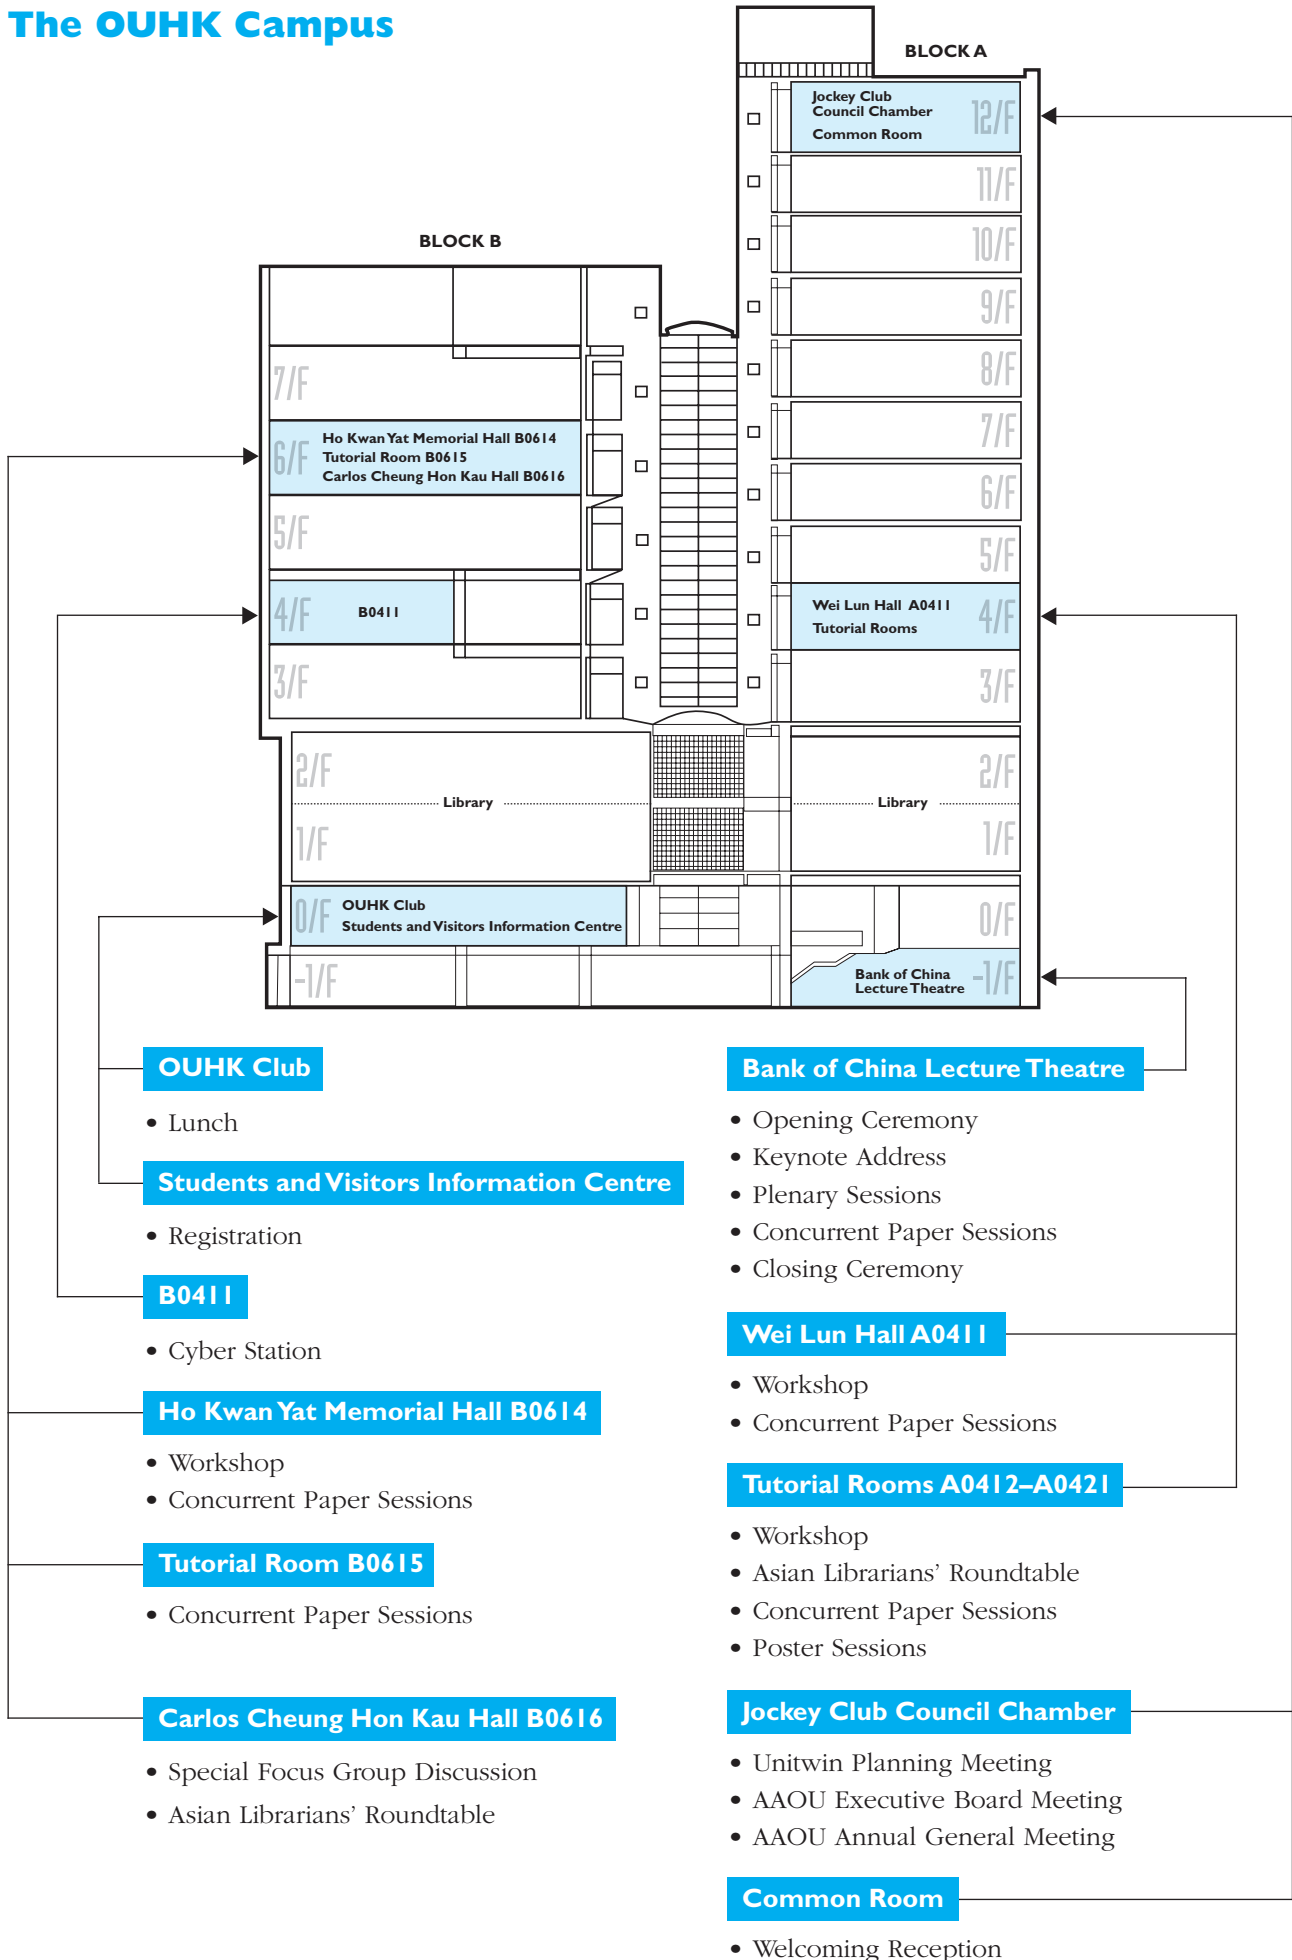 The OUHK Campus
BLOCK A
Jockey Club
Council Chamber
Common Room
12/F
11/F
10/F
9/F
8/F
7/F
6/F
5/F
Wei Lun Hall A0411
Tutorial Rooms
4/F
3/F
2/F
Library
1/F
0/F
Bank of China
Lecture Theatre
-1/F
BLOCK B
7/F
6/F
Ho Kwan Yat Memorial Hall B0614
Tutorial Room B0615
Carlos Cheung Hon Kau Hall B0616
5/F
4/F
B0411
3/F
2/F
Library
1/F
0/F
OUHK Club
Students and Visitors Information Centre
-1/F
OUHK Club
• Lunch
Students and Visitors Information Centre
• Registration
B0411
• Cyber Station
Ho Kwan Yat Memorial Hall B0614
• Workshop
• Concurrent Paper Sessions
Tutorial Room B0615
• Concurrent Paper Sessions
Carlos Cheung Hon Kau Hall B0616
• Special Focus Group Discussion
• Asian Librarians' Roundtable
Bank of China Lecture Theatre
• Opening Ceremony
• Keynote Address
• Plenary Sessions
• Concurrent Paper Sessions
• Closing Ceremony
Wei Lun Hall A0411
• Workshop
• Concurrent Paper Sessions
Tutorial Rooms A0412–A0421
• Workshop
• Asian Librarians' Roundtable
• Concurrent Paper Sessions
• Poster Sessions
Jockey Club Council Chamber
• Unitwin Planning Meeting
• AAOU Executive Board Meeting
• AAOU Annual General Meeting
Common Room
• Welcoming Reception